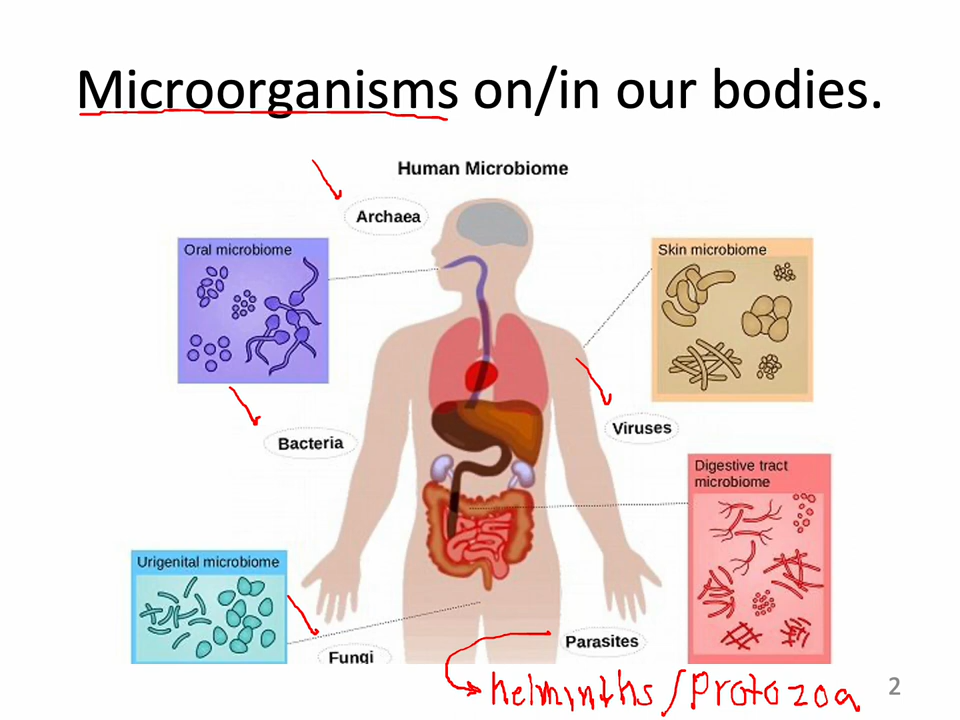 Microorganisms on/in our bodies.
Human Microbiome
Archaea
Oral microbiome
Skin microbiome
Bacteria
Viruses
Digestive tract
microbiome
Urigenital microbiome
Fungi
Parasites
helminths/Protozoa
2